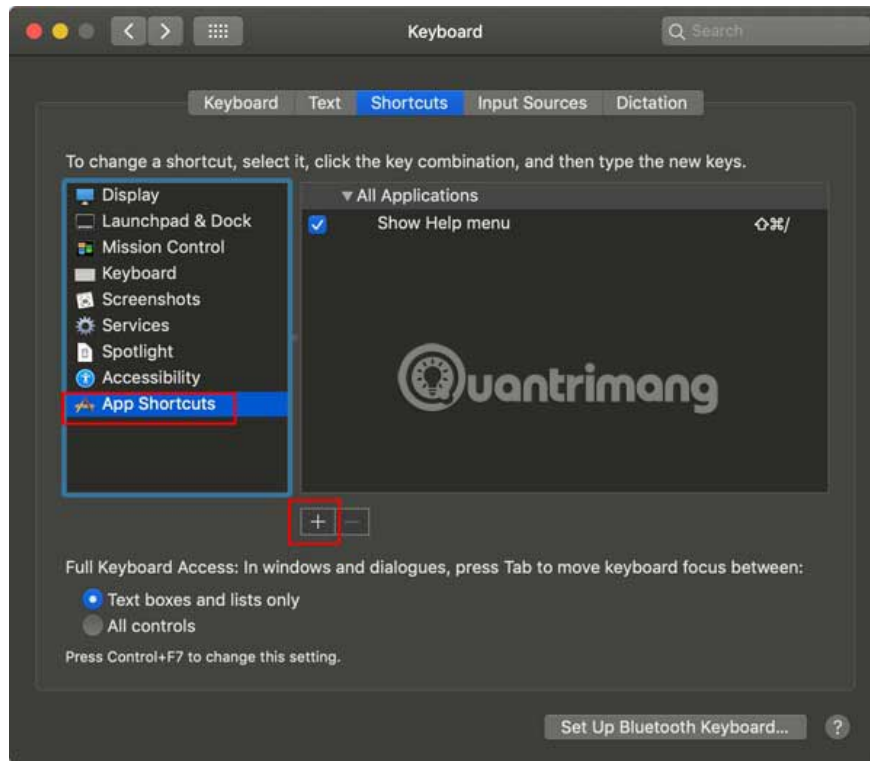 Keyboard
Search
Keyboard Text Shortcuts Input Sources Dictation
To change a shortcut, select it, click the key combination, and then type the new keys.
Display
Launchpad & Dock
Mission Control
Keyboard
Screenshots
Services
Spotlight
Accessibility
App Shortcuts
All Applications
Show Help menu ⇧⌘/
Quantrimang
+ −
Full Keyboard Access: In windows and dialogues, press Tab to move keyboard focus between:
Text boxes and lists only
All controls
Press Control+F7 to change this setting.
Set Up Bluetooth Keyboard... ?